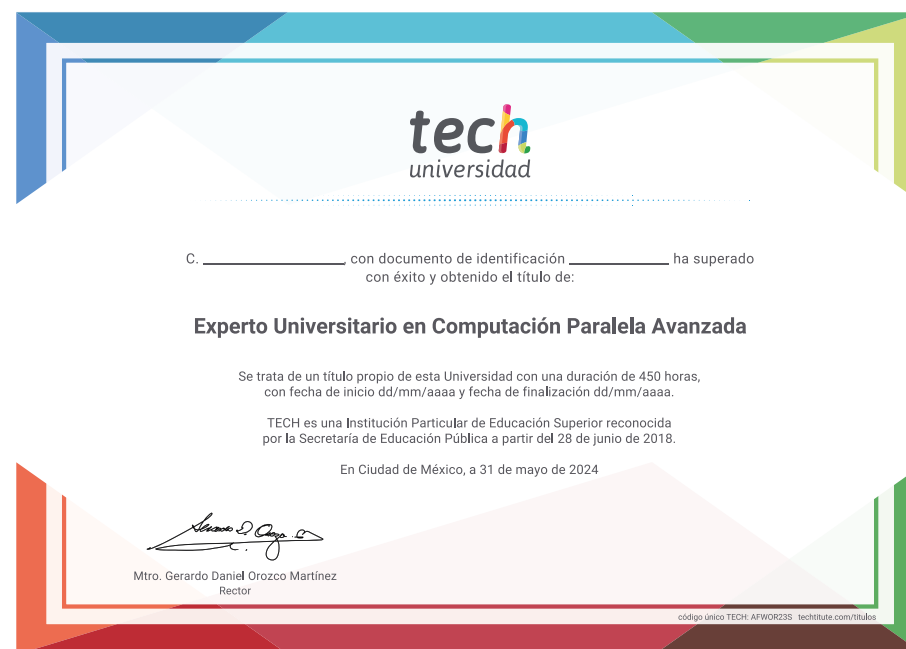 tech
universidad
C. ____________________, con documento de identificación ______________ ha superado
con éxito y obtenido el título de:
Experto Universitario en Computación Paralela Avanzada
Se trata de un título propio de esta Universidad con una duración de 450 horas,
con fecha de inicio dd/mm/aaaa y fecha de finalización dd/mm/aaaa.
TECH es una Institución Particular de Educación Superior reconocida
por la Secretaría de Educación Pública a partir del 28 de junio de 2018.
En Ciudad de México, a 31 de mayo de 2024
Mtro. Gerardo Daniel Orozco Martínez
Rector
código único TECH: AFWOR23S techtitute.com/titulos